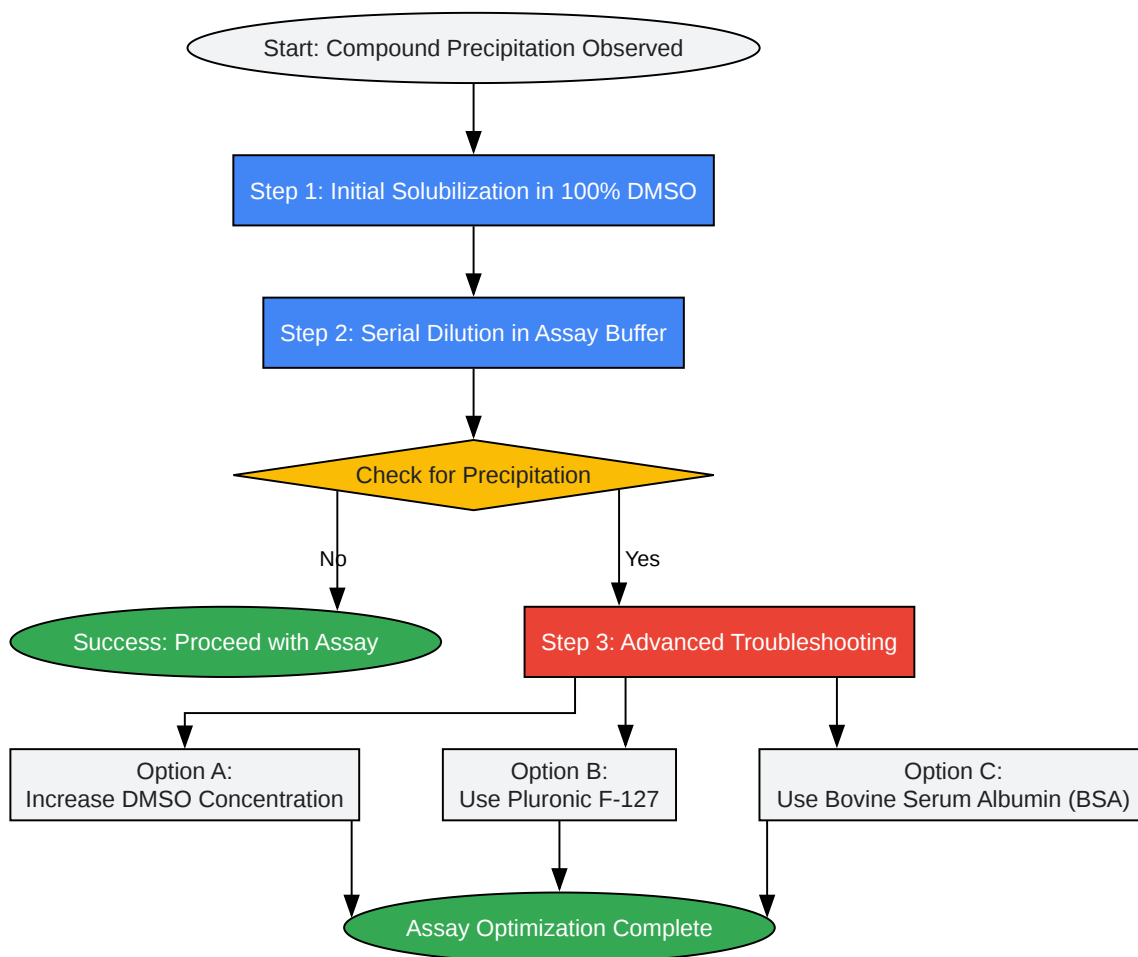 Start: Compound Precipitation Observed
Step 1: Initial Solubilization in 100% DMSO
Step 2: Serial Dilution in Assay Buffer
Check for Precipitation
No
Yes
Success: Proceed with Assay
Step 3: Advanced Troubleshooting
Option A:
Increase DMSO Concentration
Option B:
Use Pluronic F-127
Option C:
Use Bovine Serum Albumin (BSA)
Assay Optimization Complete